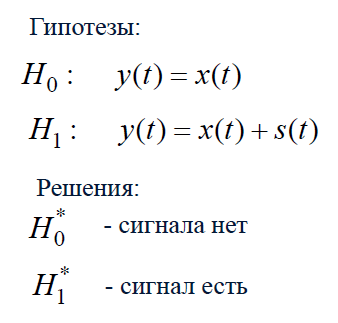 Гипотезы:
H₀ : y(t) = x(t)
H₁ : y(t) = x(t) + s(t)
Решения:
H₀* - сигнала нет
H₁* - сигнал есть